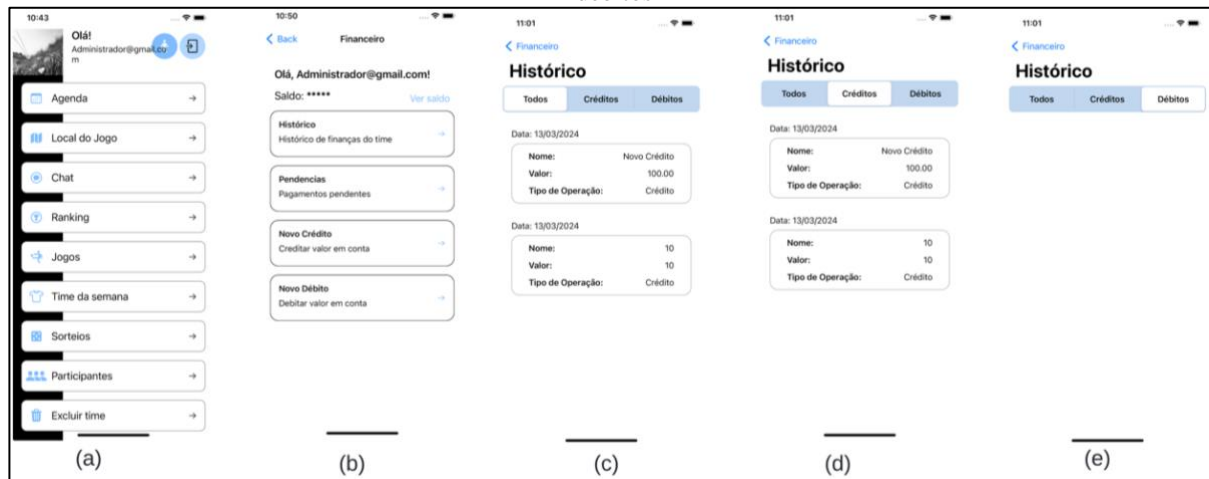 10:43
Olá!
Administrador@gmail.co
m
Agenda
Local do Jogo
Chat
Ranking
Jogos
Time da semana
Sorteios
Participantes
Excluir time
(a)
10:50
Back Financeiro
Olá, Administrador@gmail.com!
Saldo: ***** Ver saldo
Histórico
Histórico de finanças do time
Pendencias
Pagamentos pendentes
Novo Crédito
Creditar valor em conta
Novo Débito
Debitar valor em conta
(b)
11:01
Financeiro
Histórico
Todos Créditos Débitos
Data: 13/03/2024
Nome: Novo Crédito
Valor: 100.00
Tipo de Operação: Crédito
Data: 13/03/2024
Nome: 10
Valor: 10
Tipo de Operação: Crédito
(c)
11:01
Financeiro
Histórico
Todos Créditos Débitos
Data: 13/03/2024
Nome: Novo Crédito
Valor: 100.00
Tipo de Operação: Crédito
Data: 13/03/2024
Nome: 10
Valor: 10
Tipo de Operação: Crédito
(d)
11:01
Financeiro
Histórico
Todos Créditos Débitos
(e)